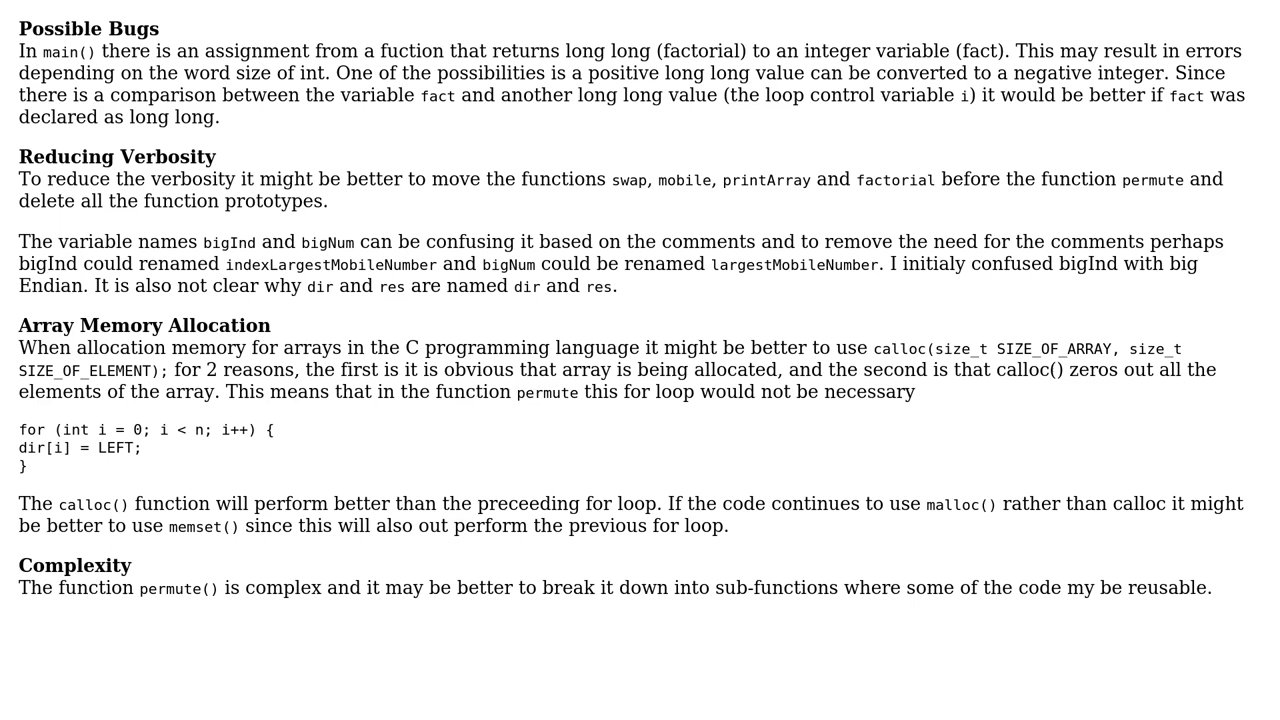 Possible Bugs
In main() there is an assignment from a fuction that returns long long (factorial) to an integer variable (fact). This may result in errors
depending on the word size of int. One of the possibilities is a positive long long value can be converted to a negative integer. Since
there is a comparison between the variable fact and another long long value (the loop control variable i) it would be better if fact was
declared as long long.
Reducing Verbosity
To reduce the verbosity it might be better to move the functions swap, mobile, printArray and factorial before the function permute and
delete all the function prototypes.
The variable names bigInd and bigNum can be confusing it based on the comments and to remove the need for the comments perhaps
bigInd could renamed indexLargestMobileNumber and bigNum could be renamed largestMobileNumber. I initialy confused bigInd with big
Endian. It is also not clear why dir and res are named dir and res.
Array Memory Allocation
When allocation memory for arrays in the C programming language it might be better to use calloc(size_t SIZE_OF_ARRAY, size_t
SIZE_OF_ELEMENT); for 2 reasons, the first is it is obvious that array is being allocated, and the second is that calloc() zeros out all the
elements of the array. This means that in the function permute this for loop would not be necessary
for (int i = 0; i < n; i++) {
dir[i] = LEFT;
}
The calloc() function will perform better than the preceeding for loop. If the code continues to use malloc() rather than calloc it might
be better to use memset() since this will also out perform the previous for loop.
Complexity
The function permute() is complex and it may be better to break it down into sub-functions where some of the code my be reusable.